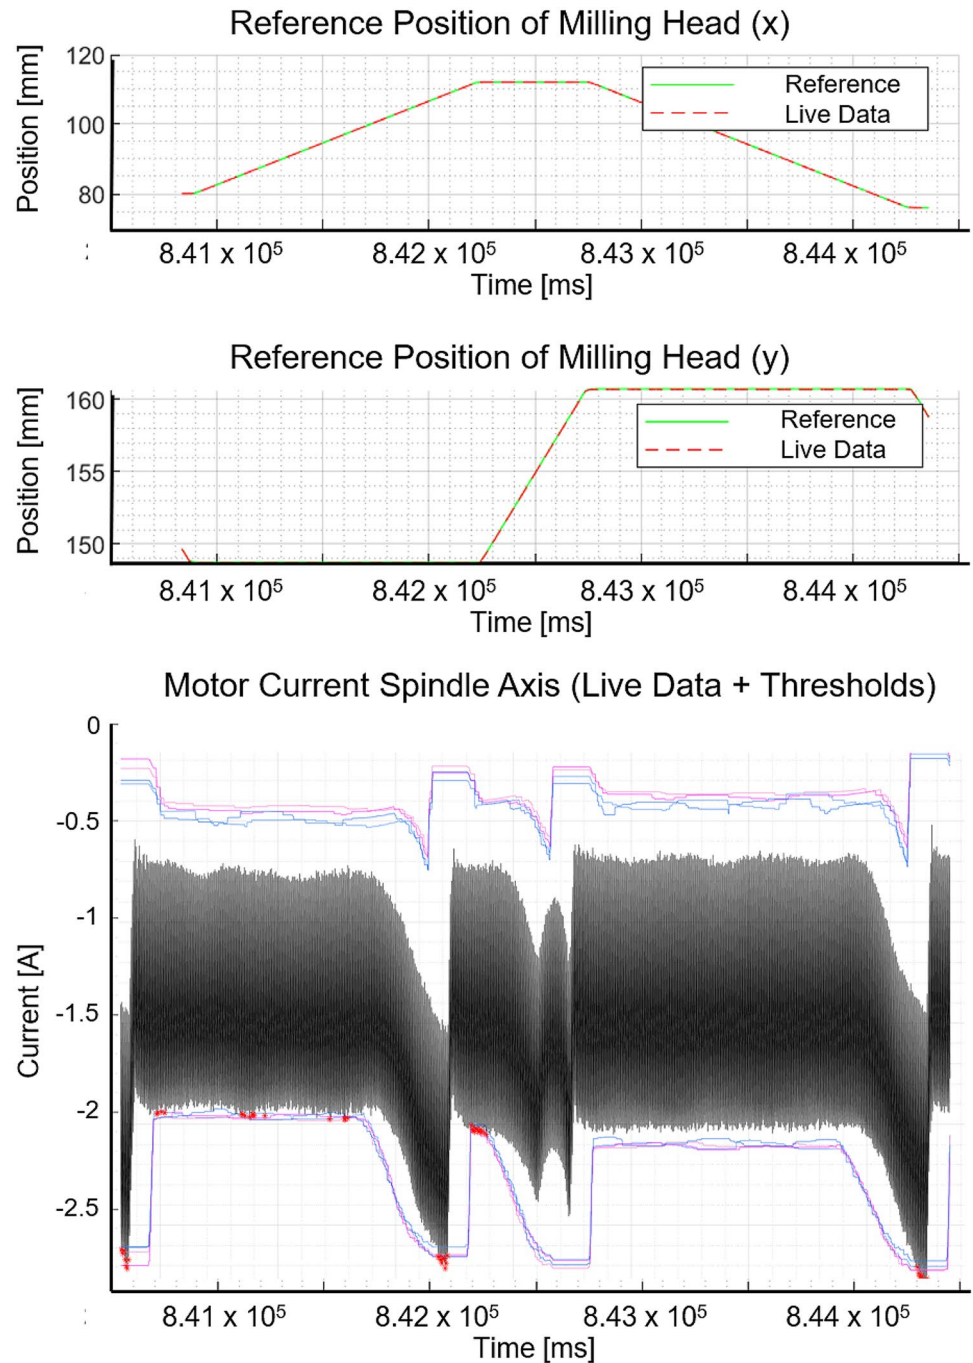 Reference Position of Milling Head (x)
Position [mm]
120
100
80
Reference
Live Data
8.41 x 10⁵
8.42 x 10⁵
8.43 x 10⁵
8.44 x 10⁵
Time [ms]
Reference Position of Milling Head (y)
Position [mm]
160
155
150
Reference
Live Data
8.41 x 10⁵
8.42 x 10⁵
8.43 x 10⁵
8.44 x 10⁵
Time [ms]
Motor Current Spindle Axis (Live Data + Thresholds)
Current [A]
0
-0.5
-1
-1.5
-2
-2.5
8.41 x 10⁵
8.42 x 10⁵
8.43 x 10⁵
8.44 x 10⁵
Time [ms]